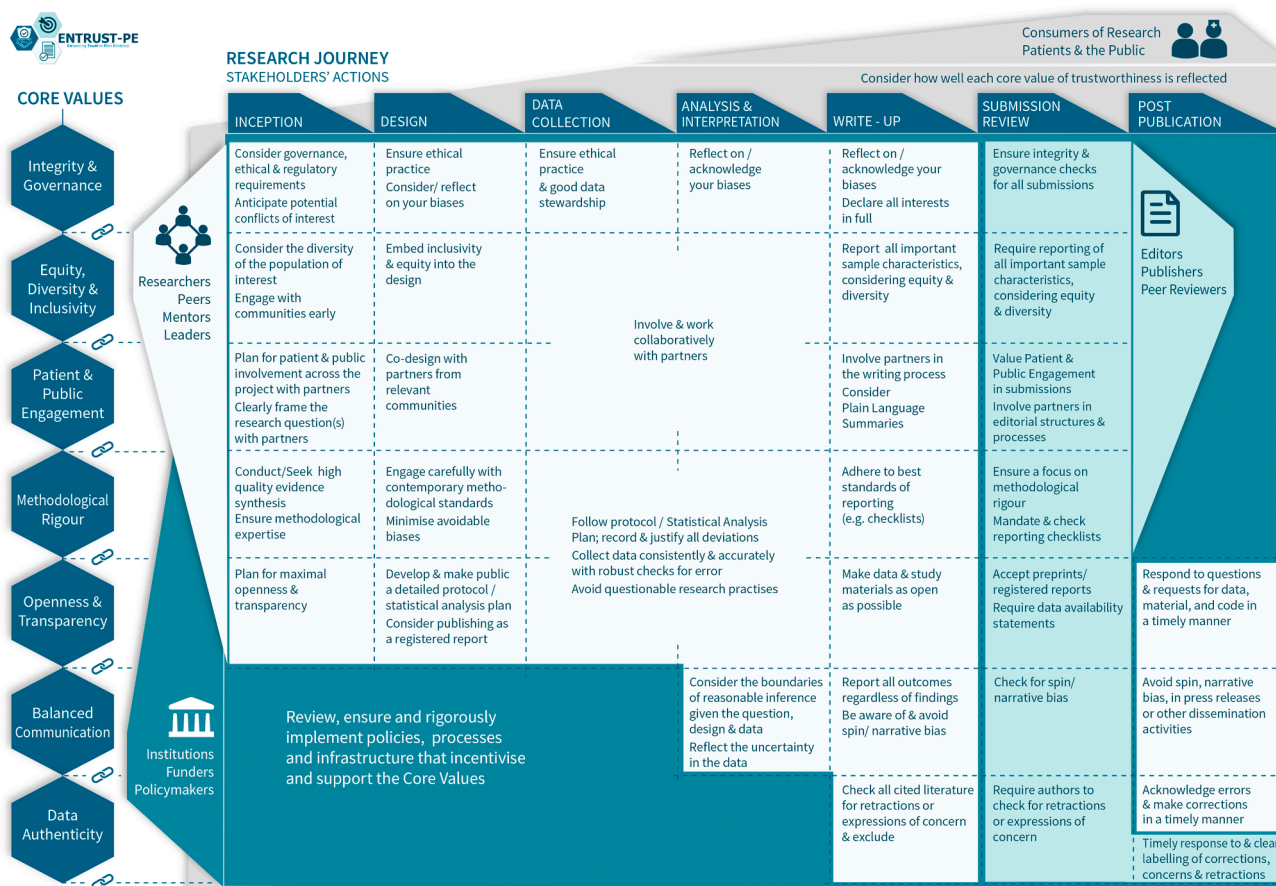 ENTRUST-PE
Enhancing Trust in Pain Evidence
CORE VALUES
RESEARCH JOURNEY
STAKEHOLDERS' ACTIONS
Consumers of Research
Patients & the Public
Consider how well each core value of trustworthiness is reflected
INCEPTION
DESIGN
DATA
COLLECTION
ANALYSIS &
INTERPRETATION
WRITE - UP
SUBMISSION
REVIEW
POST
PUBLICATION
Integrity &
Governance
Consider governance,
ethical & regulatory
requirements
Anticipate potential
conflicts of interest
Ensure ethical
practice
Consider/ reflect
on your biases
Ensure ethical
practice
& good data
stewardship
Reflect on /
acknowledge
your biases
Reflect on /
acknowledge your
biases
Declare all interests
in full
Ensure integrity &
governance checks
for all submissions
Researchers
Peers
Mentors
Leaders
Editors
Publishers
Peer Reviewers
Equity,
Diversity &
Inclusivity
Consider the diversity
of the population of
interest
Engage with
communities early
Embed inclusivity
& equity into the
design
Involve & work
collaboratively
with partners
Report all important
sample characteristics,
considering equity &
diversity
Require reporting of
all important sample
characteristics,
considering equity
& diversity
Patient &
Public
Engagement
Plan for patient & public
involvement across the
project with partners
Clearly frame the
research question(s)
with partners
Co-design with
partners from
relevant
communities
Involve partners in
the writing process
Consider
Plain Language
Summaries
Value Patient &
Public Engagement
in submissions
Involve partners in
editorial structures &
processes
Methodological
Rigour
Conduct/Seek high
quality evidence
synthesis
Ensure methodological
expertise
Engage carefully with
contemporary metho-
dological standards
Minimise avoidable
biases
Follow protocol / Statistical Analysis
Plan; record & justify all deviations
Collect data consistently & accurately
with robust checks for error
Avoid questionable research practises
Adhere to best
standards of
reporting
(e.g. checklists)
Ensure a focus on
methodological
rigour
Mandate & check
reporting checklists
Openness &
Transparency
Plan for maximal
openness &
transparency
Develop & make public
a detailed protocol /
statistical analysis plan
Consider publishing as
a registered report
Make data & study
materials as open
as possible
Accept preprints/
registered reports
Require data availability
statements
Respond to questions
& requests for data,
material, and code in
a timely manner
Balanced
Communication
Institutions
Funders
Policymakers
Review, ensure and rigorously
implement policies, processes
and infrastructure that incentivise
and support the Core Values
Consider the boundaries
of reasonable inference
given the question,
design & data
Reflect the uncertainty
in the data
Report all outcomes
regardless of findings
Be aware of & avoid
spin/ narrative bias
Check for spin/
narrative bias
Avoid spin, narrative
bias, in press releases
or other dissemination
activities
Data
Authenticity
Check all cited literature
for retractions or
expressions of concern
& exclude
Require authors to
check for retractions
or expressions of
concern
Acknowledge errors
& make corrections
in a timely manner
Timely response to & clear
labelling of corrections,
concerns & retractions